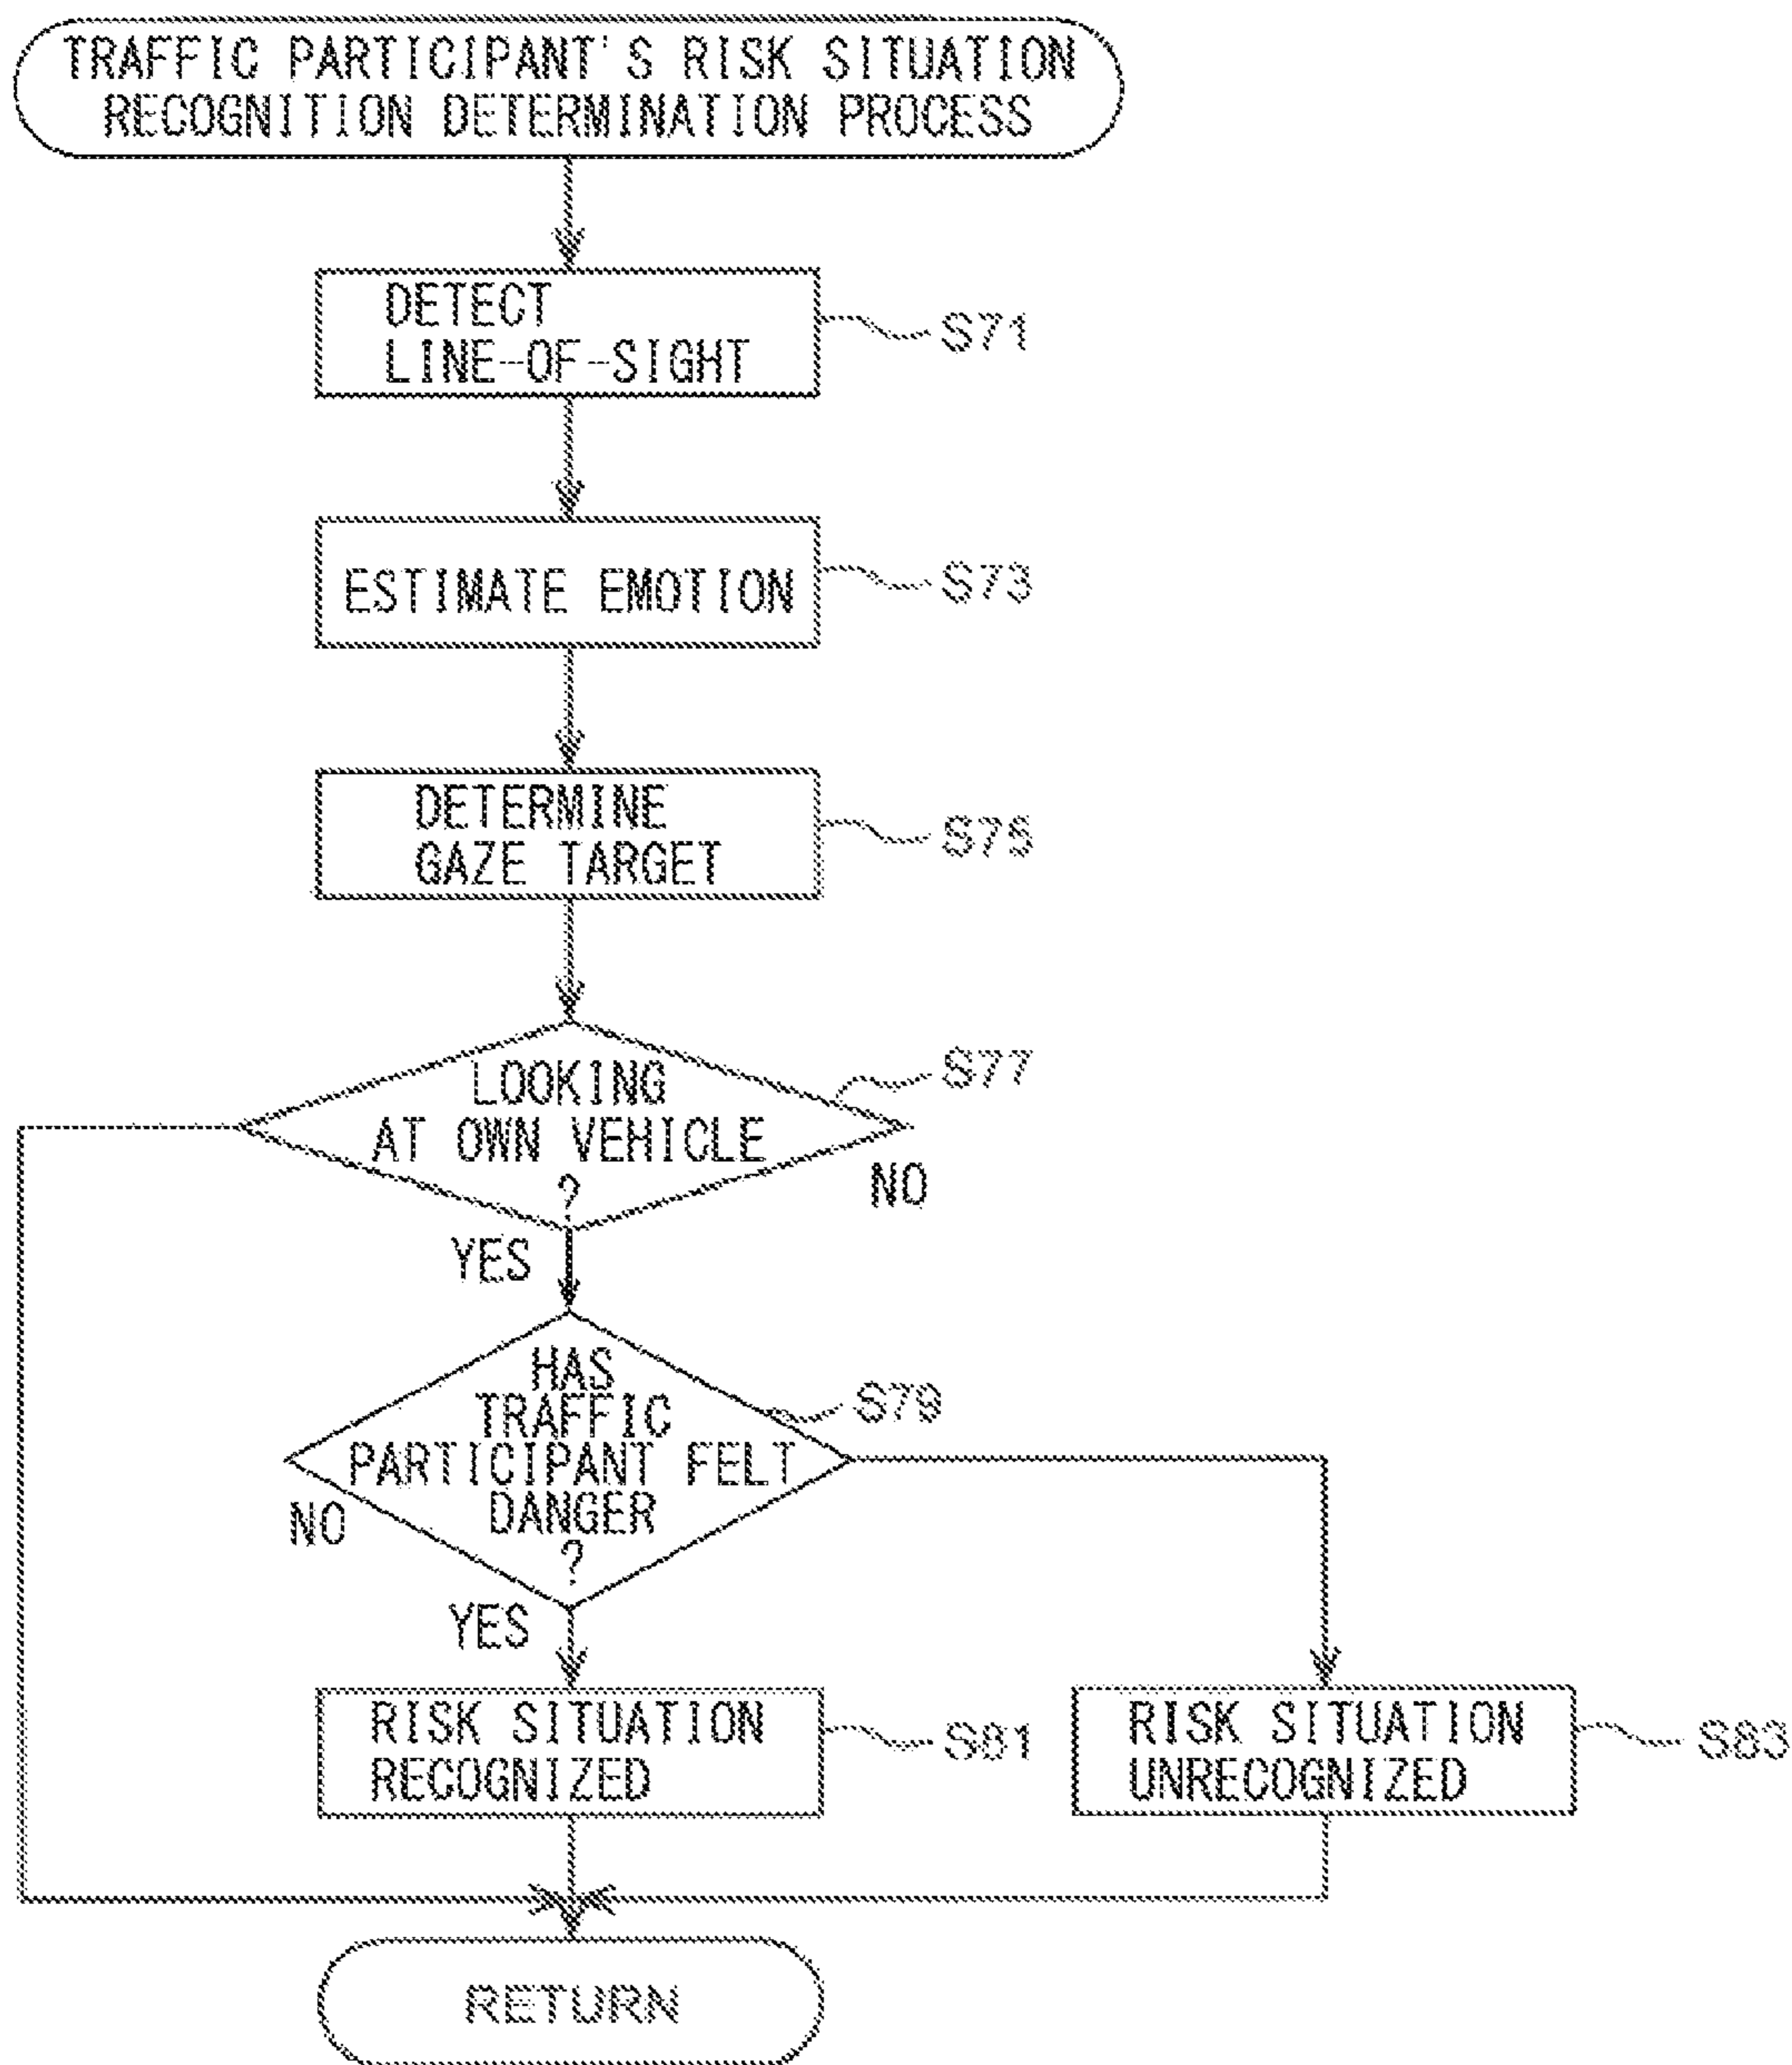 TRAFFIC PARTICIPANT'S RISK SITUATION
RECOGNITION DETERMINATION PROCESS
DETECT
LINE-OF-SIGHT
S71
ESTIMATE EMOTION
S73
DETERMINE
GAZE TARGET
S75
LOOKING
AT OWN VEHICLE
?
S77
NO
YES
HAS
TRAFFIC
PARTICIPANT FELT
DANGER
?
S79
NO
YES
RISK SITUATION
RECOGNIZED
S81
RISK SITUATION
UNRECOGNIZED
S83
RETURN